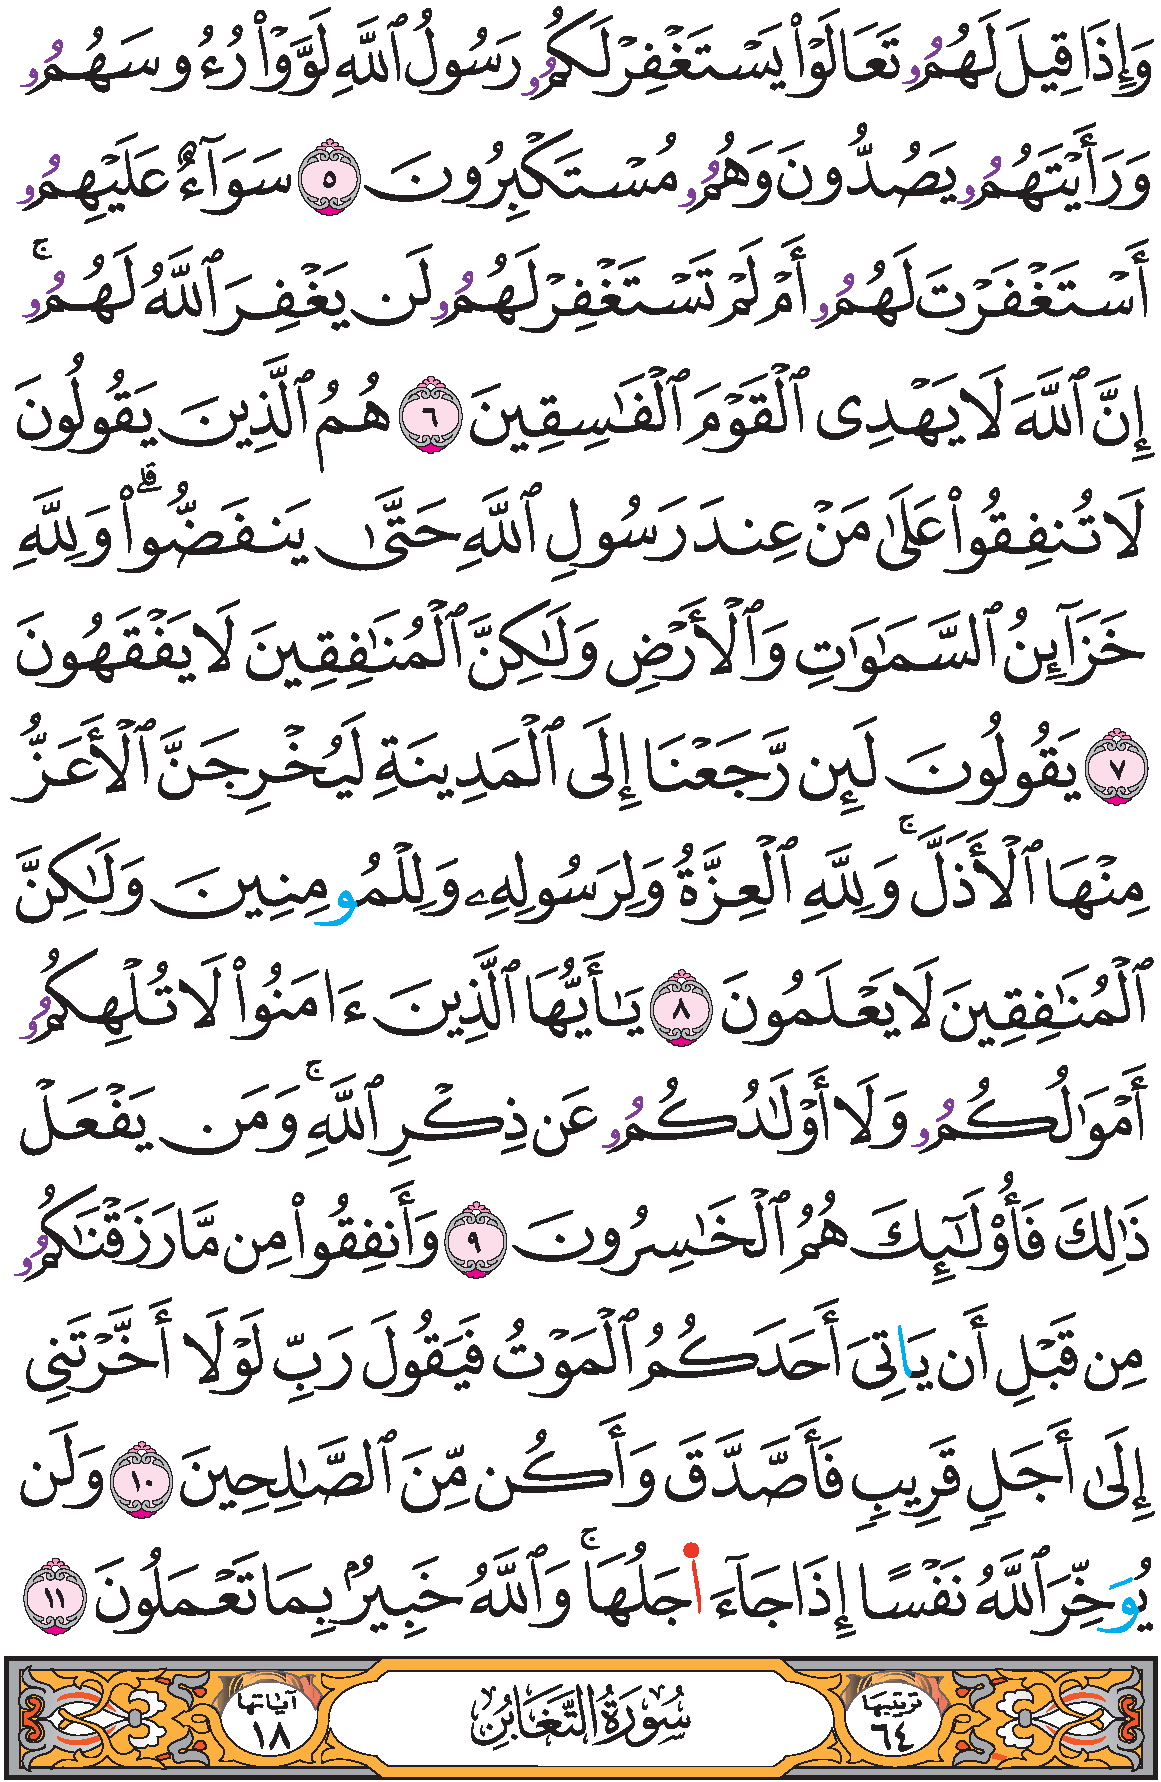 وَإِذَا قِيلَ لَهُمُۥ تَعَالَوۡاْ يَسۡتَغۡفِرۡ لَكُمُۥ رَسُولُ ٱللَّهِ لَوَّوۡاْ رُءُوسَهُمُۥ
وَرَأَيۡتَهُمُۥ يَصُدُّونَ وَهُمُۥ مُسۡتَكۡبِرُونَ ٥ سَوَآءٌ عَلَيۡهِمُۥ
أَسۡتَغۡفَرۡتَ لَهُمُۥ أَمۡ لَمۡ تَسۡتَغۡفِرۡ لَهُمُۥ لَن يَغۡفِرَ ٱللَّهُ لَهُمُۥۚ
إِنَّ ٱللَّهَ لَا يَهۡدِى ٱلۡقَوۡمَ ٱلۡفَٰسِقِينَ ٦ هُمُ ٱلَّذِينَ يَقُولُونَ
لَا تُنفِقُواْ عَلَىٰ مَنۡ عِندَ رَسُولِ ٱللَّهِ حَتَّىٰ يَنفَضُّواْۗ وَلِلَّهِ
خَزَآئِنُ ٱلسَّمَٰوَٰتِ وَٱلۡأَرۡضِ وَلَٰكِنَّ ٱلۡمُنَٰفِقِينَ لَا يَفۡقَهُونَ
٧ يَقُولُونَ لَئِن رَّجَعۡنَا إِلَى ٱلۡمَدِينَةِ لَيُخۡرِجَنَّ ٱلۡأَعَزُّ
مِنۡهَا ٱلۡأَذَلَّۚ وَلِلَّهِ ٱلۡعِزَّةُ وَلِرَسُولِهِۦ وَلِلۡمُومِنِينَ وَلَٰكِنَّ
ٱلۡمُنَٰفِقِينَ لَا يَعۡلَمُونَ ٨ يَٰأَيُّهَا ٱلَّذِينَ ءَامَنُواْ لَا تُلۡهِكُمُۥ
أَمۡوَٰلُكُمُۥ وَلَا أَوۡلَٰدُكُمُۥ عَن ذِكۡرِ ٱللَّهِۚ وَمَن يَفۡعَلۡ
ذَٰلِكَ فَأُوْلَٰٓئِكَ هُمُ ٱلۡخَٰسِرُونَ ٩ وَأَنفِقُواْ مِن مَّا رَزَقۡنَٰكُمُۥ
مِن قَبۡلِ أَن يَاتِىَ أَحَدَكُمُ ٱلۡمَوۡتُ فَيَقُولَ رَبِّ لَوۡلَا أَخَّرۡتَنِى
إِلَىٰ أَجَلٍ قَرِيبٍ فَأَصَّدَّقَ وَأَكُن مِّنَ ٱلصَّٰلِحِينَ ١٠ وَلَن
يُوَخِّرَ ٱللَّهُ نَفۡسًا إِذَا جَآءَ اجَلُهَاۚ وَٱللَّهُ خَبِيرُۢ بِمَا تَعۡمَلُونَ ١١
ترتيبها ٦٤ سُورَةُ التَّغَابُنِ آياتها ١٨